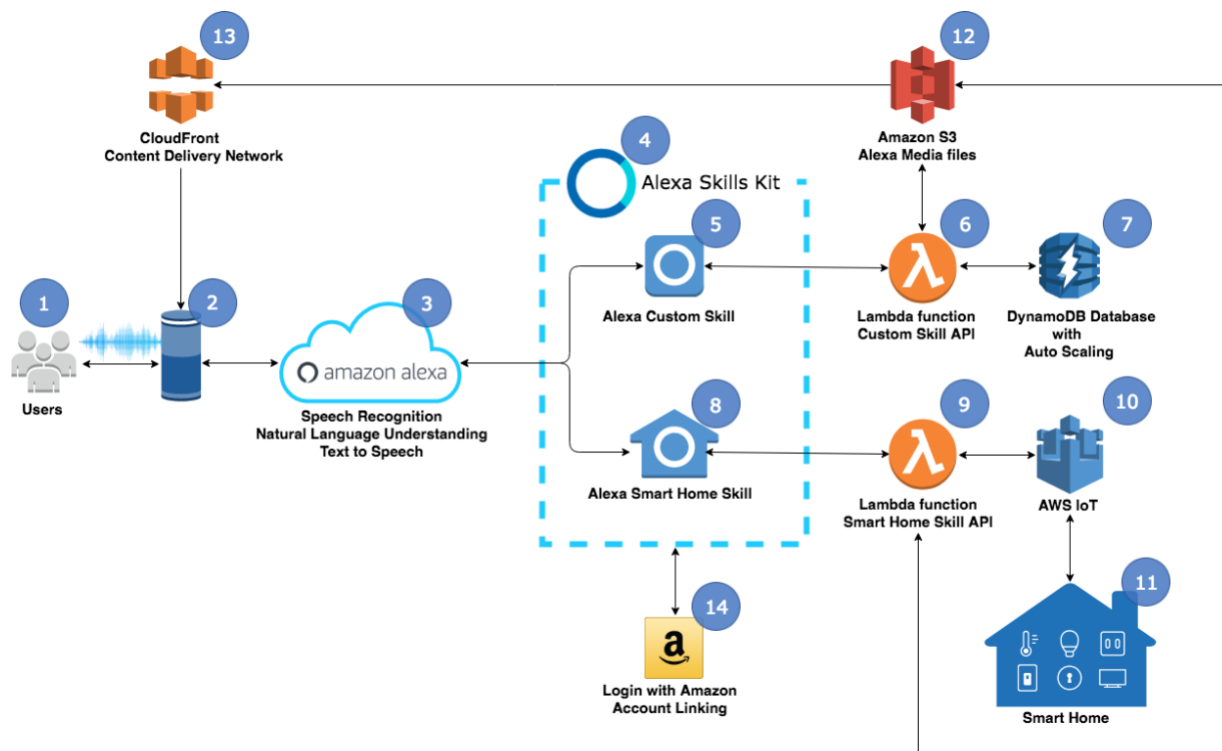 13
12
CloudFront
Content Delivery Network
Amazon S3
Alexa Media files
4
Alexa Skills Kit
5
6
7
Alexa Custom Skill
Lambda function
Custom Skill API
DynamoDB Database
with
Auto Scaling
1
2
3
Users
amazon alexa
Speech Recognition
Natural Language Understanding
Text to Speech
8
9
10
Alexa Smart Home Skill
Lambda function
Smart Home Skill API
AWS IoT
14
11
a
Login with Amazon
Account Linking
Smart Home